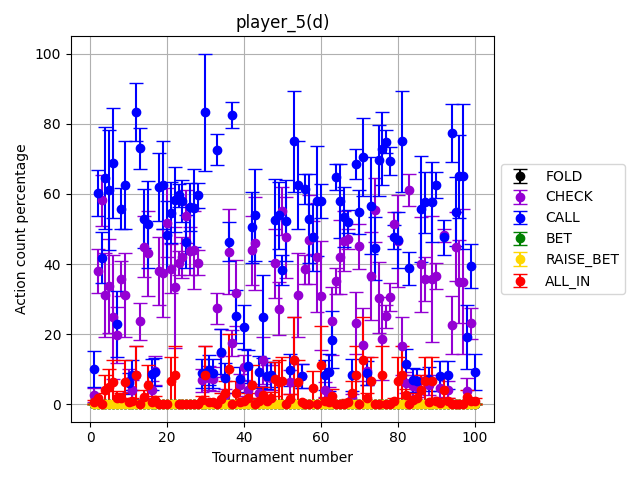 player_5(d)
100
80
60
40
20
0
Action count percentage
0 20 40 60 80 100
Tournament number
FOLD
CHECK
CALL
BET
RAISE_BET
ALL_IN